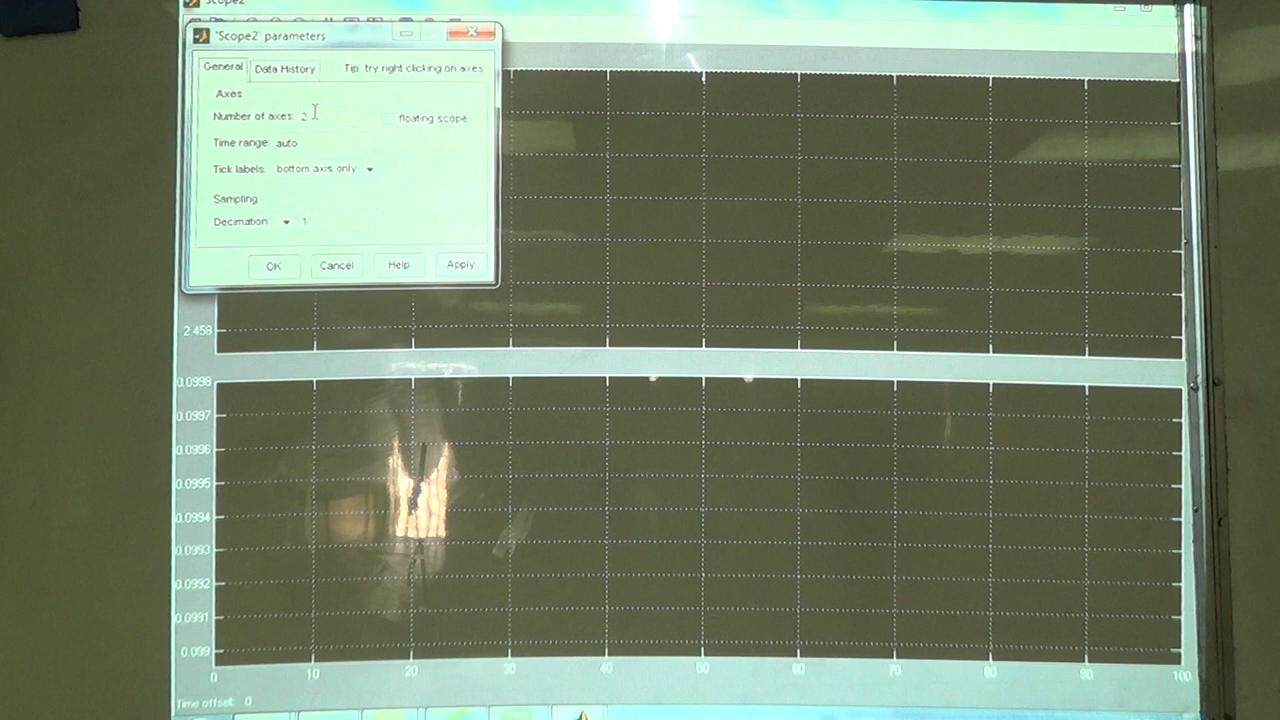 Scope2
'Scope2' parameters
General Data History Tip: try right clicking on axes
Axes
Number of axes: 2 floating scope
Time range: auto
Tick labels: bottom axis only
Sampling
Decimation 1
OK Cancel Help Apply
2.458
0.0998
0.0997
0.0996
0.0995
0.0994
0.0993
0.0992
0.0991
0.099
0 10 20 30 40 50 60 70 80 90 100
Time offset: 0